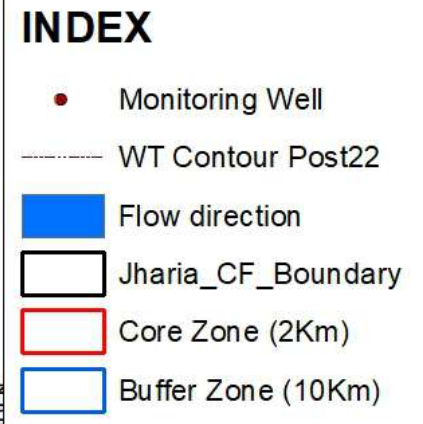 INDEX
Monitoring Well
WT Contour Post22
Flow direction
Jharia_CF_Boundary
Core Zone (2Km)
Buffer Zone (10Km)